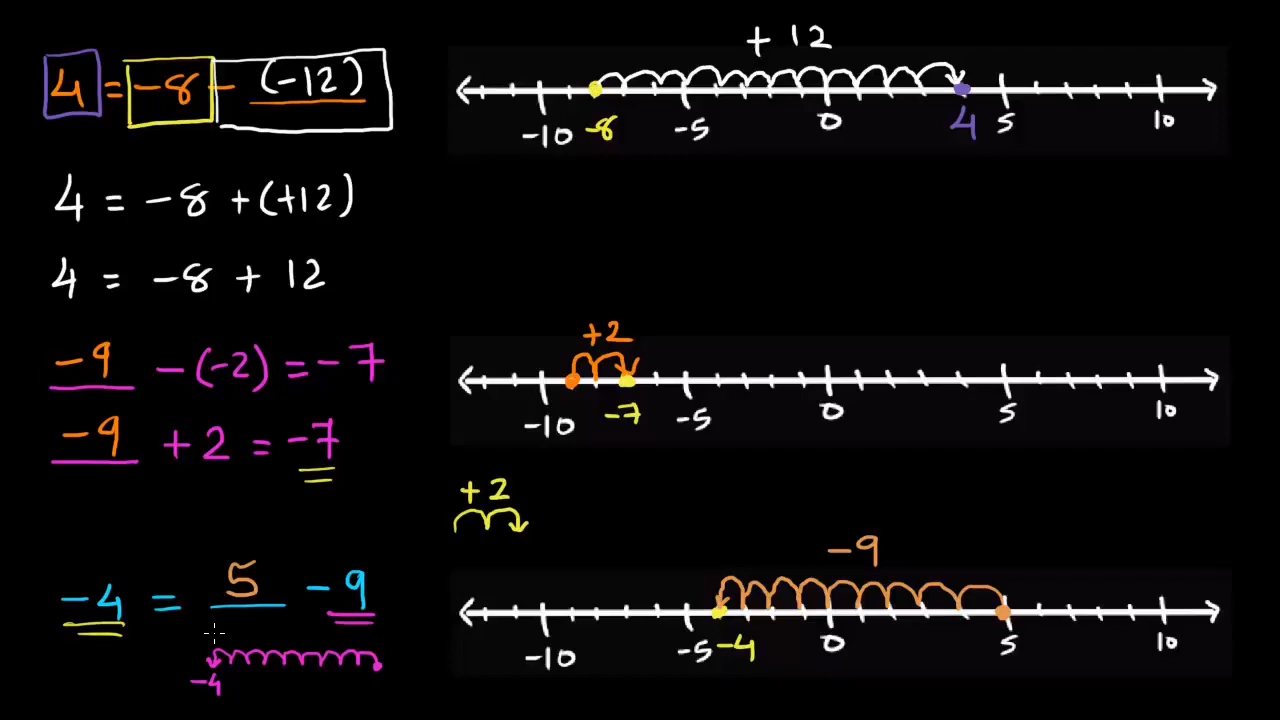 4 = -8 - (-12)
+ 12
-10 -8 -5 0 4 5 10
4 = -8 + (+12)
4 = -8 + 12
-9 - (-2) = -7
+2
-10 -7 -5 0 5 10
-9 + 2 = -7
+ 2
-4 = 5 - 9
-9
-10 -5 -4 0 5 10
-4